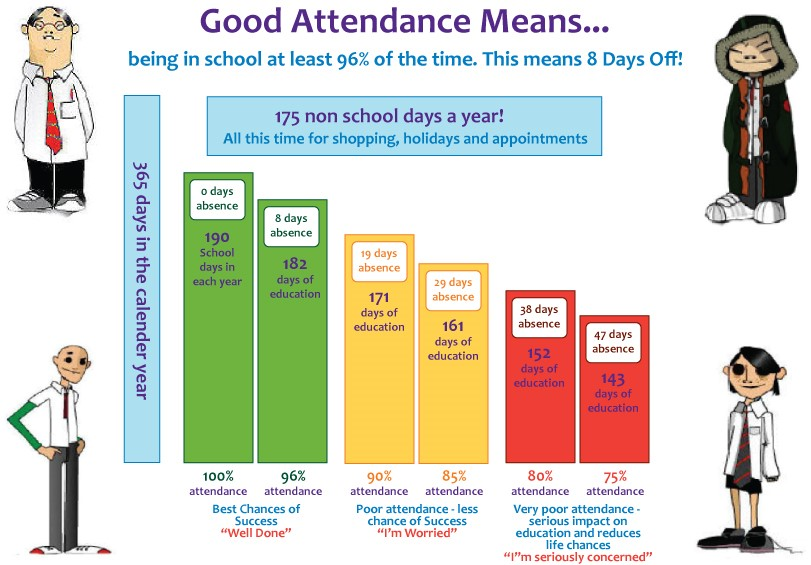 Good Attendance Means...
being in school at least 96% of the time. This means 8 Days Off!
365 days in the calender year
175 non school days a year!
All this time for shopping, holidays and appointments
0 days
absence
190
School
days in
each year
8 days
absence
182
days of
education
19 days
absence
171
days of
education
29 days
absence
161
days of
education
38 days
absence
152
days of
education
47 days
absence
143
days of
education
100%
attendance
96%
attendance
90%
attendance
85%
attendance
80%
attendance
75%
attendance
Best Chances of
Success
“Well Done”
Poor attendance - less
chance of Success
“I’m Worried”
Very poor attendance -
serious impact on
education and reduces
life chances
“I”m seriously concerned”